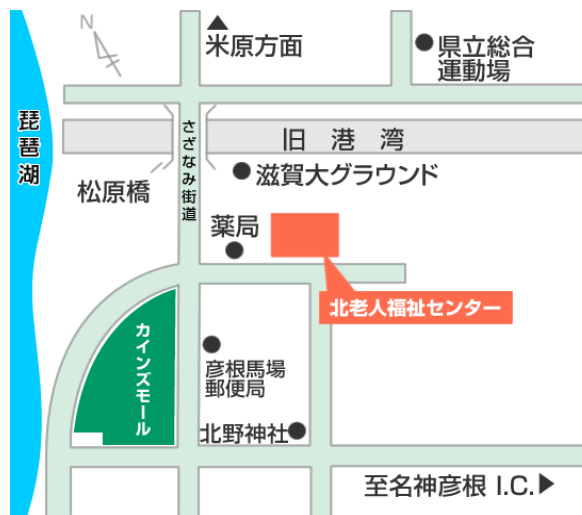 N
米原方面
県立総合
運動場
琵琶湖
さざなみ街道
旧港湾
松原橋
滋賀大グラウンド
薬局
北老人福祉センター
カインズモール
彦根馬場
郵便局
北野神社
至名神彦根 I.C.